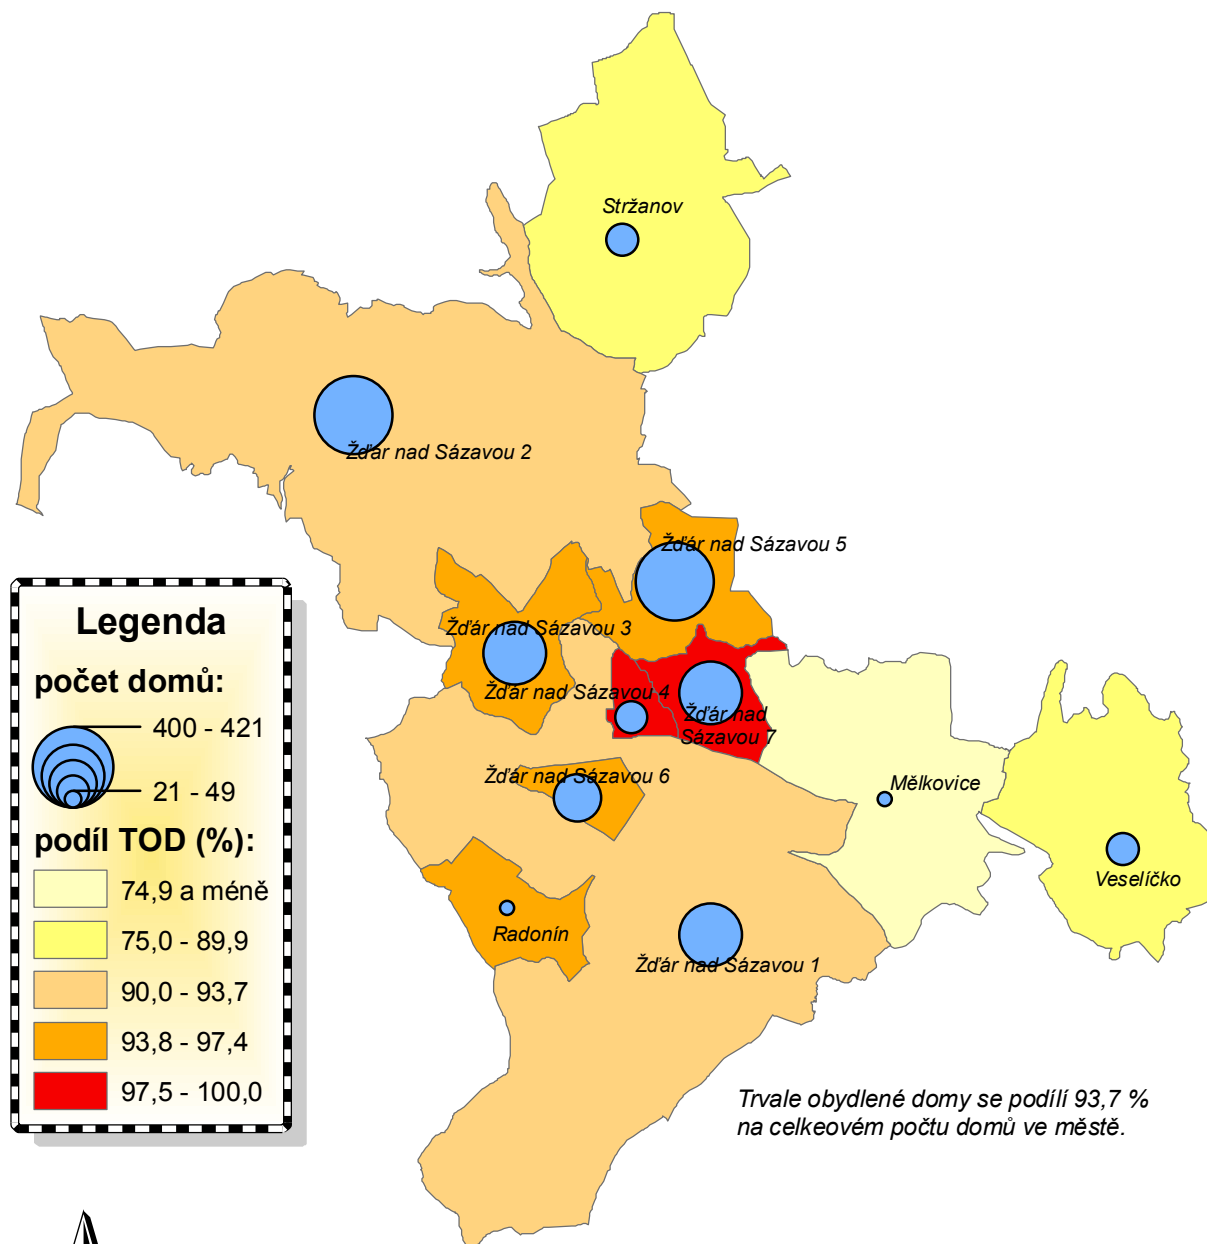 Stržanov
Žďár nad Sázavou 2
Žďár nad Sázavou 5
Žďár nad Sázavou 3
Žďár nad Sázavou 4
Žďár nad
Sázavou 7
Žďár nad Sázavou 6
Mělkovice
Veselíčko
Radonín
Žďár nad Sázavou 1
Legenda
počet domů:
400 - 421
21 - 49
podíl TOD (%):
74,9 a méně
75,0 - 89,9
90,0 - 93,7
93,8 - 97,4
97,5 - 100,0
Trvale obydlené domy se podílí 93,7 %
na celkeovém počtu domů ve městě.